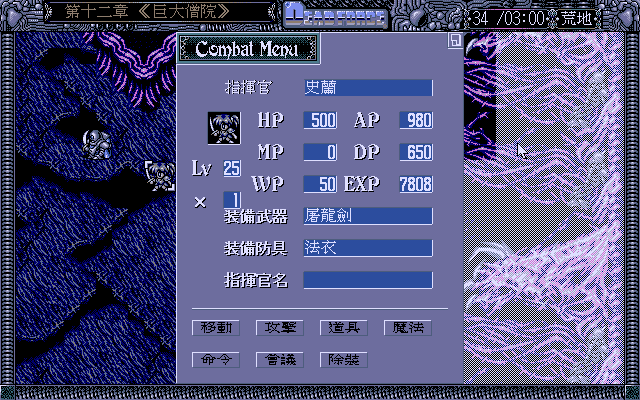 第十二章 《巨大僧院》 DEADFORCE 34 /03:00 荒地
Combat Menu
指揮官 史蘭
HP 500 AP 980
MP 0 DP 650
Lv 25
WP 50 EXP 7808
× 1
装備武器 屠龍劍
装備防具 法衣
指揮官名
移動 攻擊 道具 魔法
命令 會議 除裝